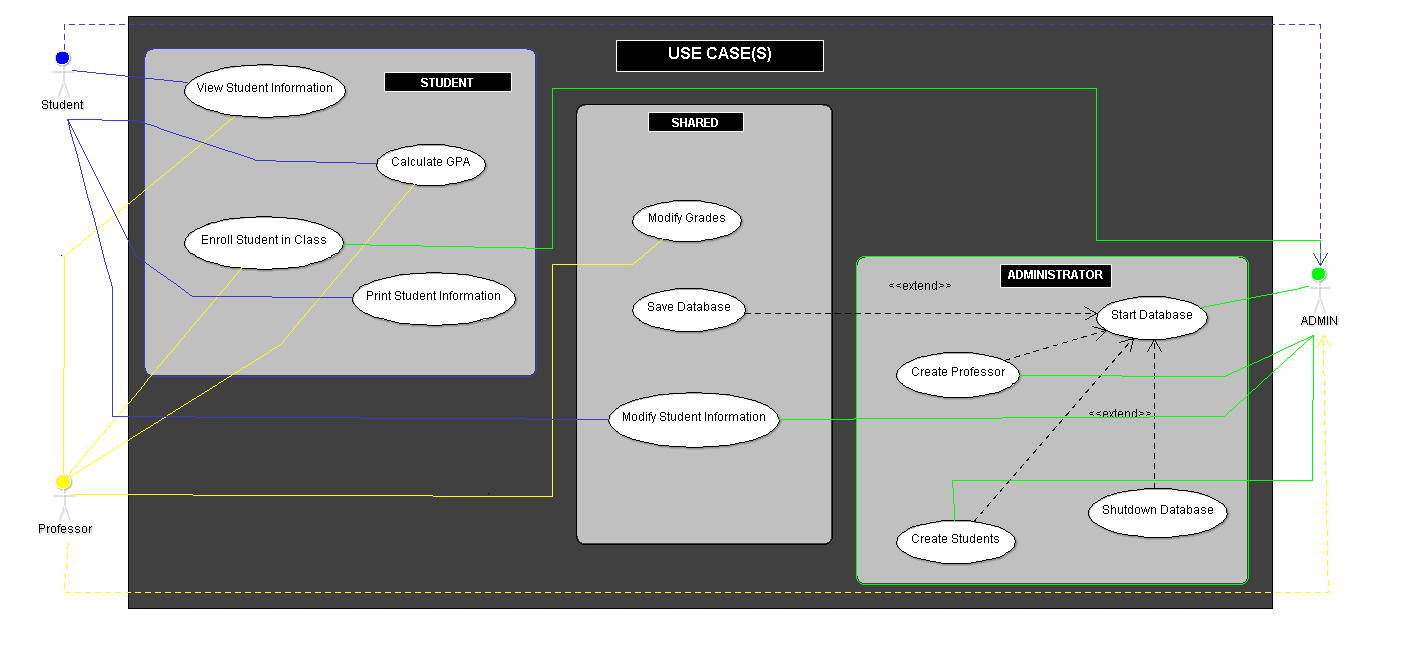 USE CASE(S)
STUDENT
View Student Information
Student
SHARED
Calculate GPA
Modify Grades
Enroll Student in Class
ADMINISTRATOR
<<extend>>
Print Student Information
Save Database
Start Database
ADMIN
Create Professor
<<extend>>
Modify Student Information
Shutdown Database
Professor
Create Students